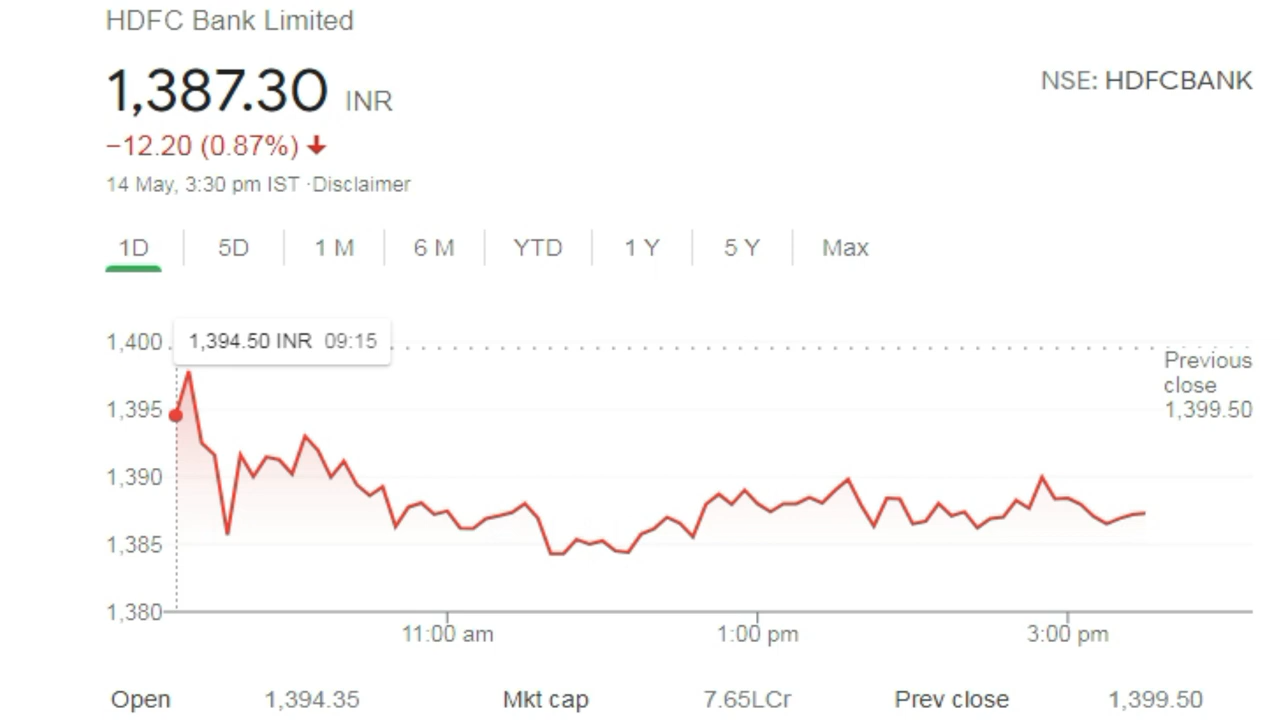 HDFC Bank Limited
1,387.30 INR
NSE: HDFCBANK
−12.20 (0.87%) ↓
14 May, 3:30 pm IST ·Disclaimer
1D 5D 1 M 6 M YTD 1 Y 5 Y Max
1,400
1,394.50 INR 09:15
Previous
close
1,399.50
1,395
1,390
1,385
1,380
11:00 am 1:00 pm 3:00 pm
Open 1,394.35 Mkt cap 7.65LCr Prev close 1,399.50